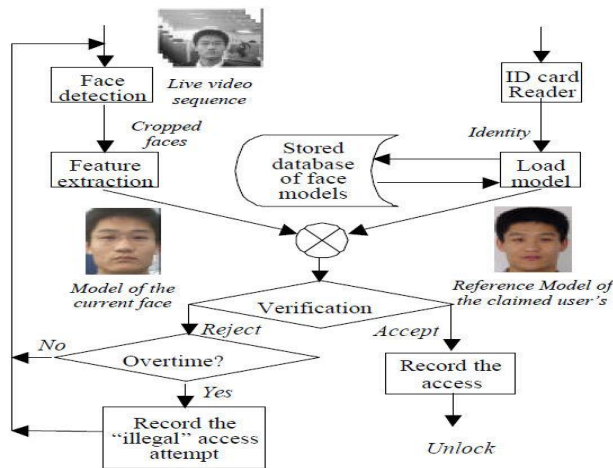 Face
detection
Live video
sequence
ID card
Reader
Cropped
faces
Identity
Feature
extraction
Stored
database
of face
models
Load
model
Model of the
current face
Reference Model of
the claimed user's
Verification
Reject
Accept
No
Overtime?
Yes
Record the
access
Record the
“illegal” access
attempt
Unlock